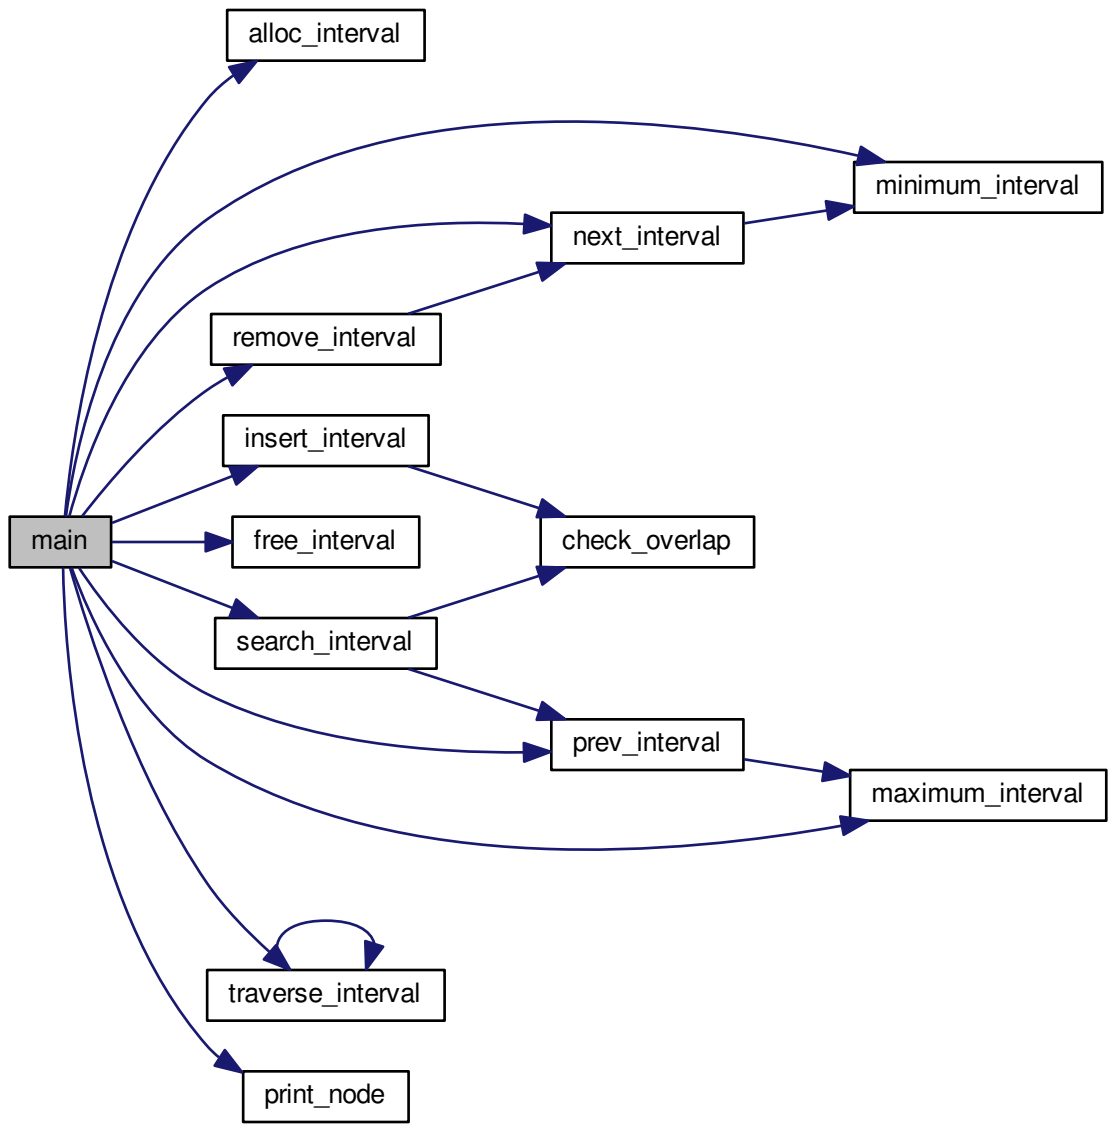 alloc_interval
minimum_interval
next_interval
remove_interval
insert_interval
main
free_interval
check_overlap
search_interval
prev_interval
maximum_interval
traverse_interval
print_node